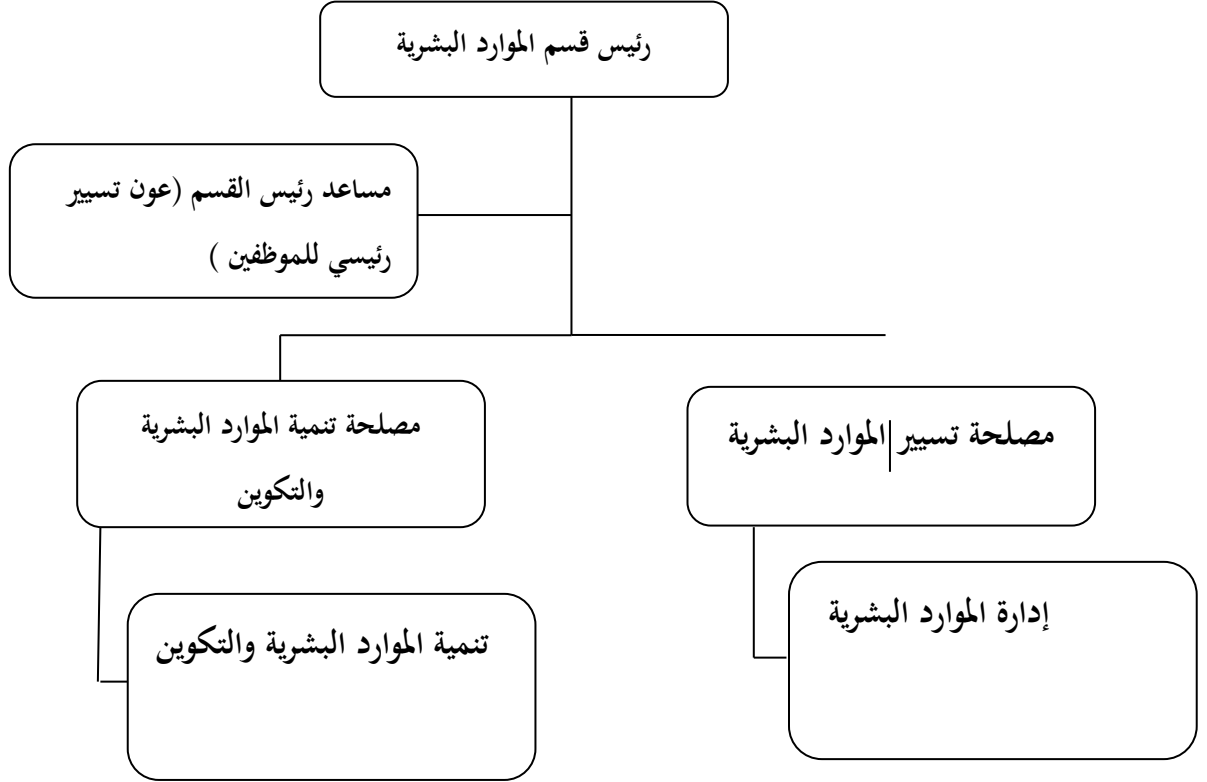 رئيس قسم الموارد البشرية
مساعد رئيس القسم (عون تسيير
رئيسي للموظفين )
مصلحة تسيير الموارد البشرية
مصلحة تنمية الموارد البشرية
والتكوين
إدارة الموارد البشرية
تنمية الموارد البشرية والتكوين